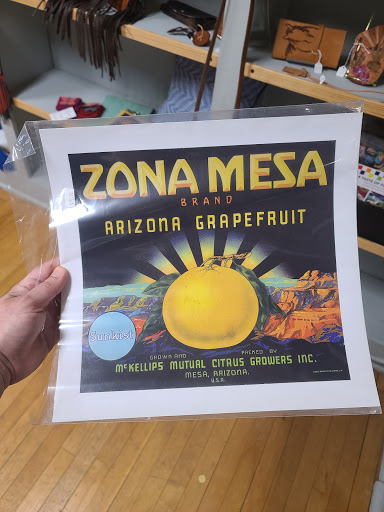 ZONA MESA
BRAND
ARIZONA GRAPEFRUIT
Sunkist
GROWN AND PACKED BY
McKELLIPS MUTUAL CITRUS GROWERS INC.
MESA, ARIZONA.
U.S.A.